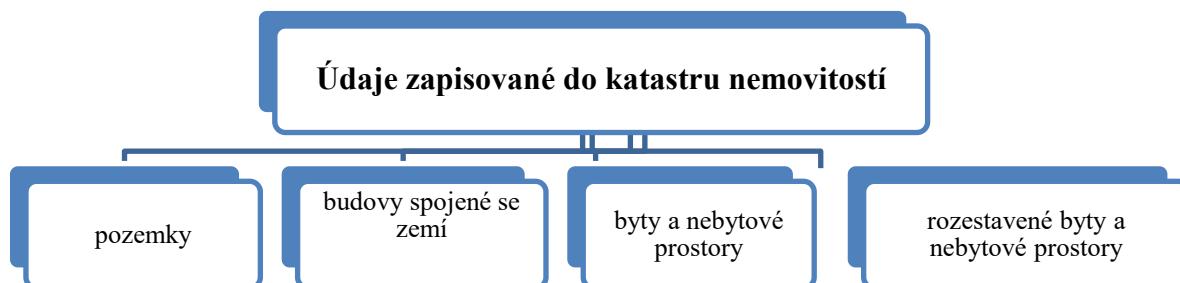 Údaje zapisované do katastru nemovitostí
pozemky
budovy spojené se
zemí
byty a nebytové
prostory
rozestavené byty a
nebytové prostory